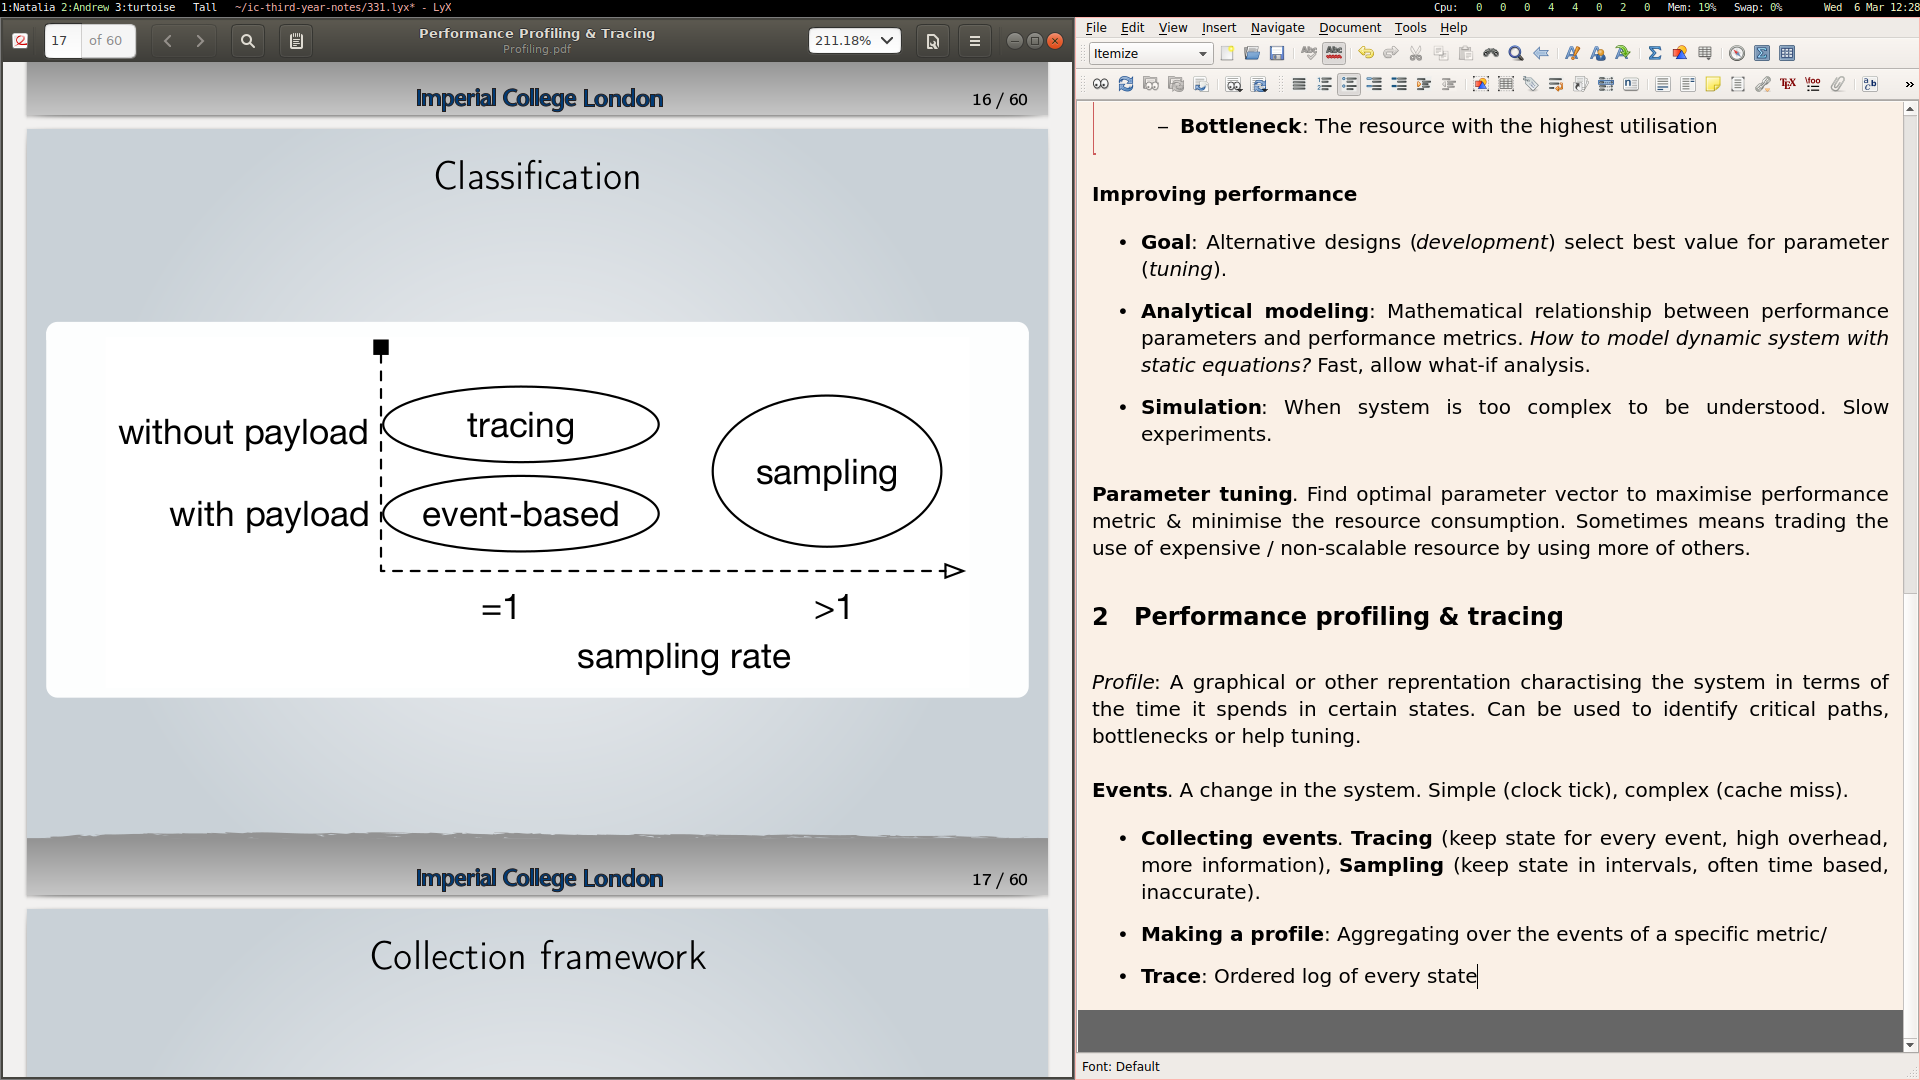 1:Natalia 2:Andrew 3:turtoise Tall ~/ic-third-year-notes/331.lyx* - LyX
Cpu: 0 0 0 4 4 0 2 0 Mem: 19% Swap: 0% Wed 6 Mar 12:28
17 of 60
Performance Profiling & Tracing
Profiling.pdf
211.18%
Imperial College London
16 / 60
Classification
without payload
tracing
sampling
with payload
event-based
=1
>1
sampling rate
Imperial College London
17 / 60
Collection framework
File Edit View Insert Navigate Document Tools Help
Itemize
– Bottleneck: The resource with the highest utilisation
Improving performance
• Goal: Alternative designs (development) select best value for parameter
(tuning).
• Analytical modeling: Mathematical relationship between performance
parameters and performance metrics. How to model dynamic system with
static equations? Fast, allow what-if analysis.
• Simulation: When system is too complex to be understood. Slow
experiments.
Parameter tuning. Find optimal parameter vector to maximise performance
metric & minimise the resource consumption. Sometimes means trading the
use of expensive / non-scalable resource by using more of others.
2 Performance profiling & tracing
Profile: A graphical or other reprentation charactising the system in terms of
the time it spends in certain states. Can be used to identify critical paths,
bottlenecks or help tuning.
Events. A change in the system. Simple (clock tick), complex (cache miss).
• Collecting events. Tracing (keep state for every event, high overhead,
more information), Sampling (keep state in intervals, often time based,
inaccurate).
• Making a profile: Aggregating over the events of a specific metric/
• Trace: Ordered log of every state
Font: Default